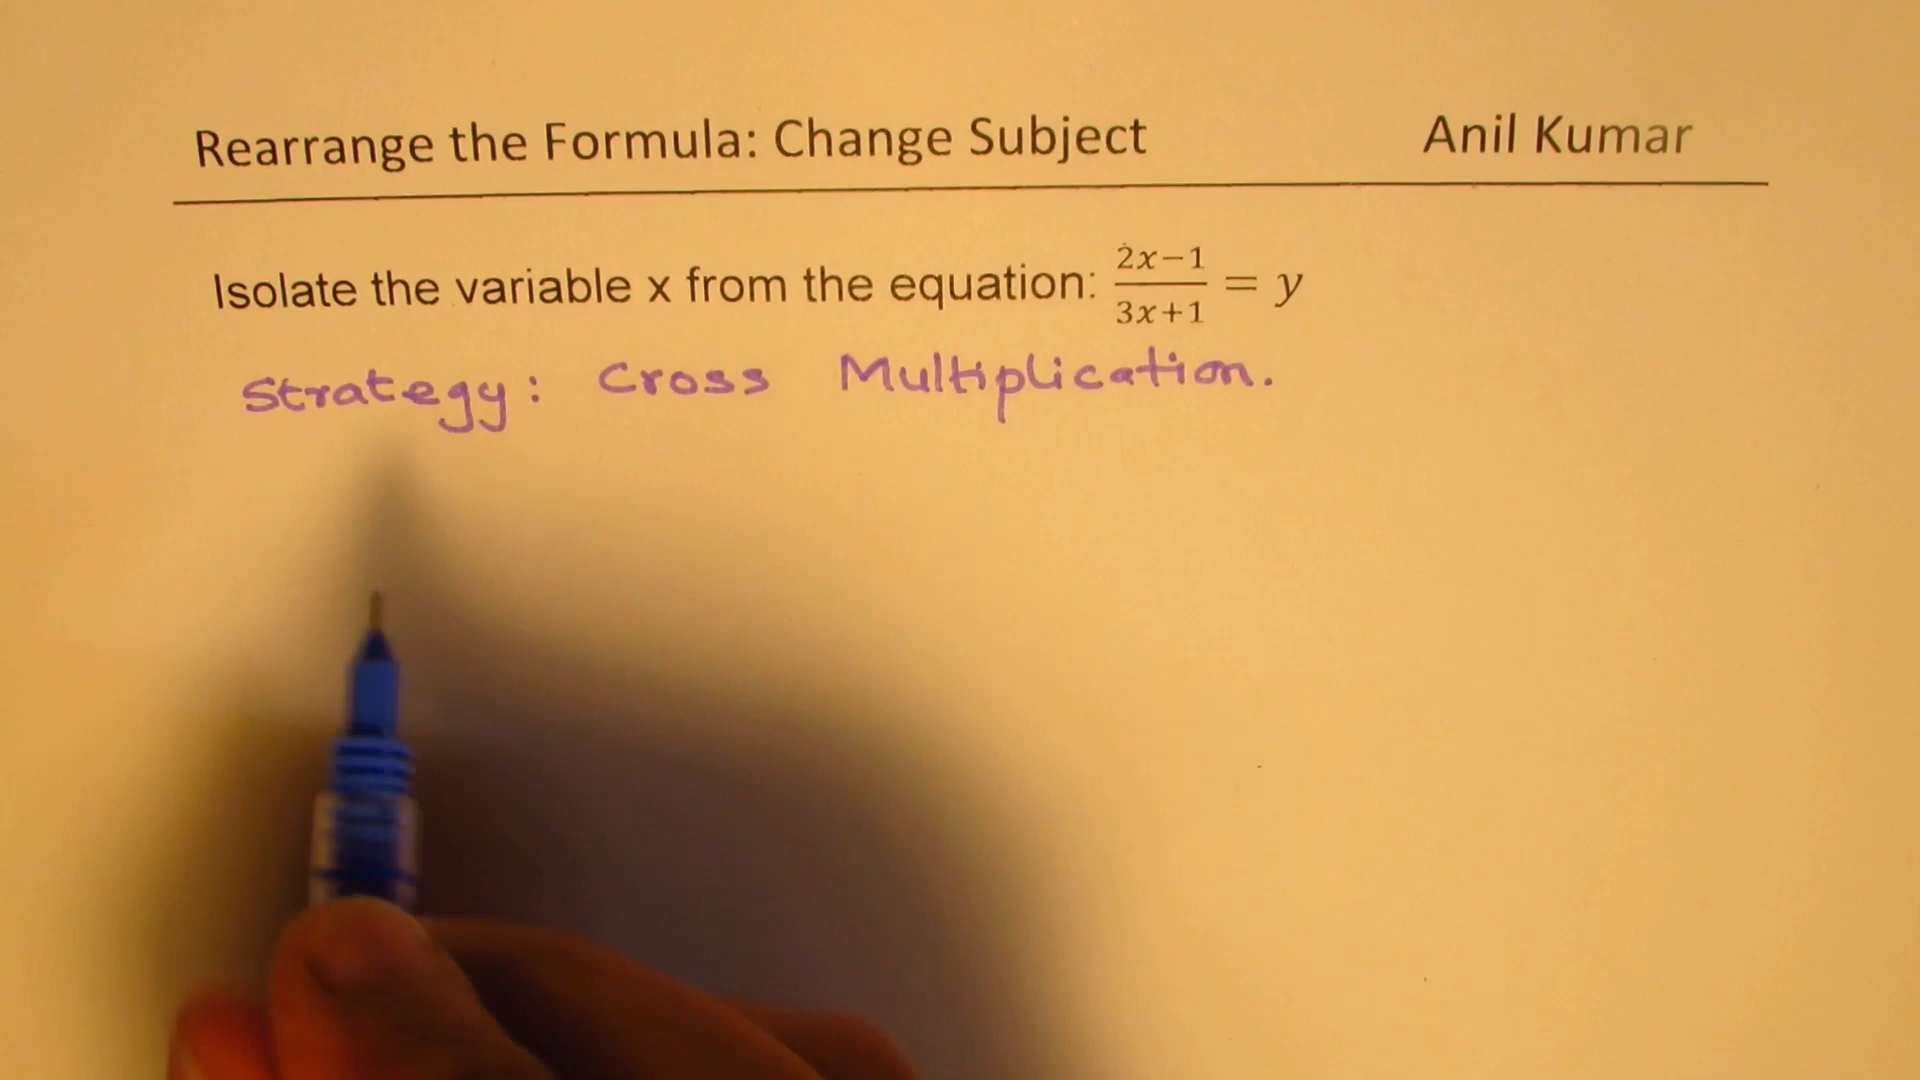 Rearrange the Formula: Change Subject Anil Kumar
Isolate the variable x from the equation: \frac{2x-1}{3x+1} = y
Strategy: Cross Multiplication.